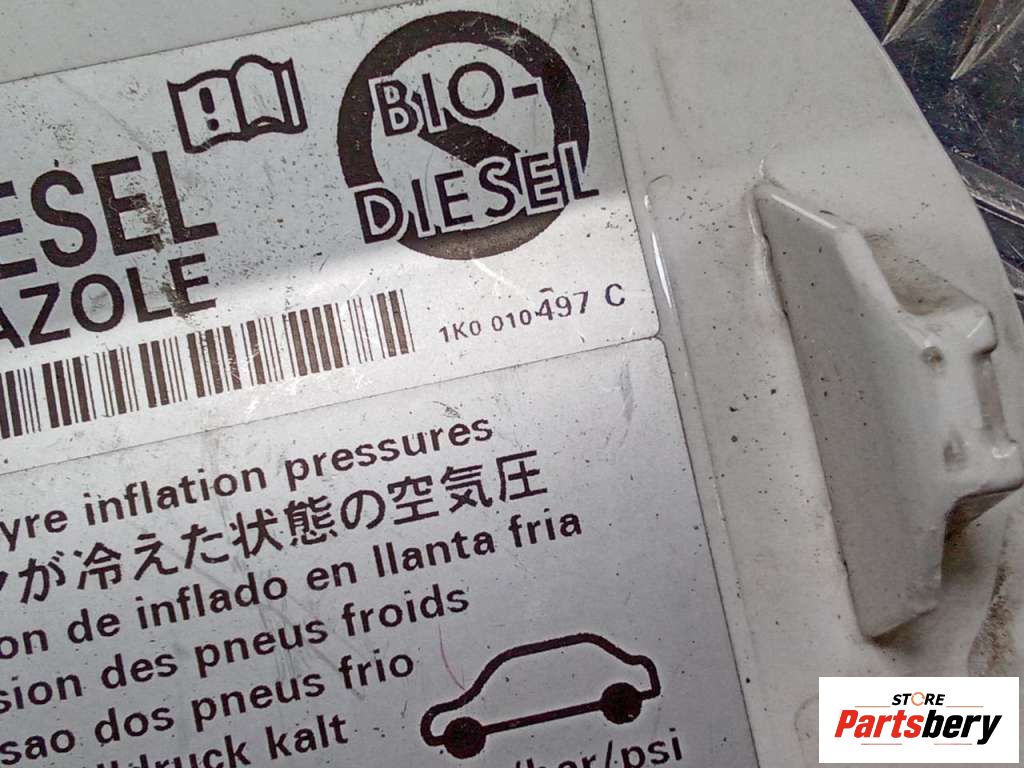 BIO-
DIESEL
ESEL
AZOLE
1K0 010 497 C
yre inflation pressures
が冷えた状態の空気圧
on de inflado en llanta fria
sion des pneus froids
sao dos pneus frio
druck kalt
/bar/psi
STORE
Partsbery